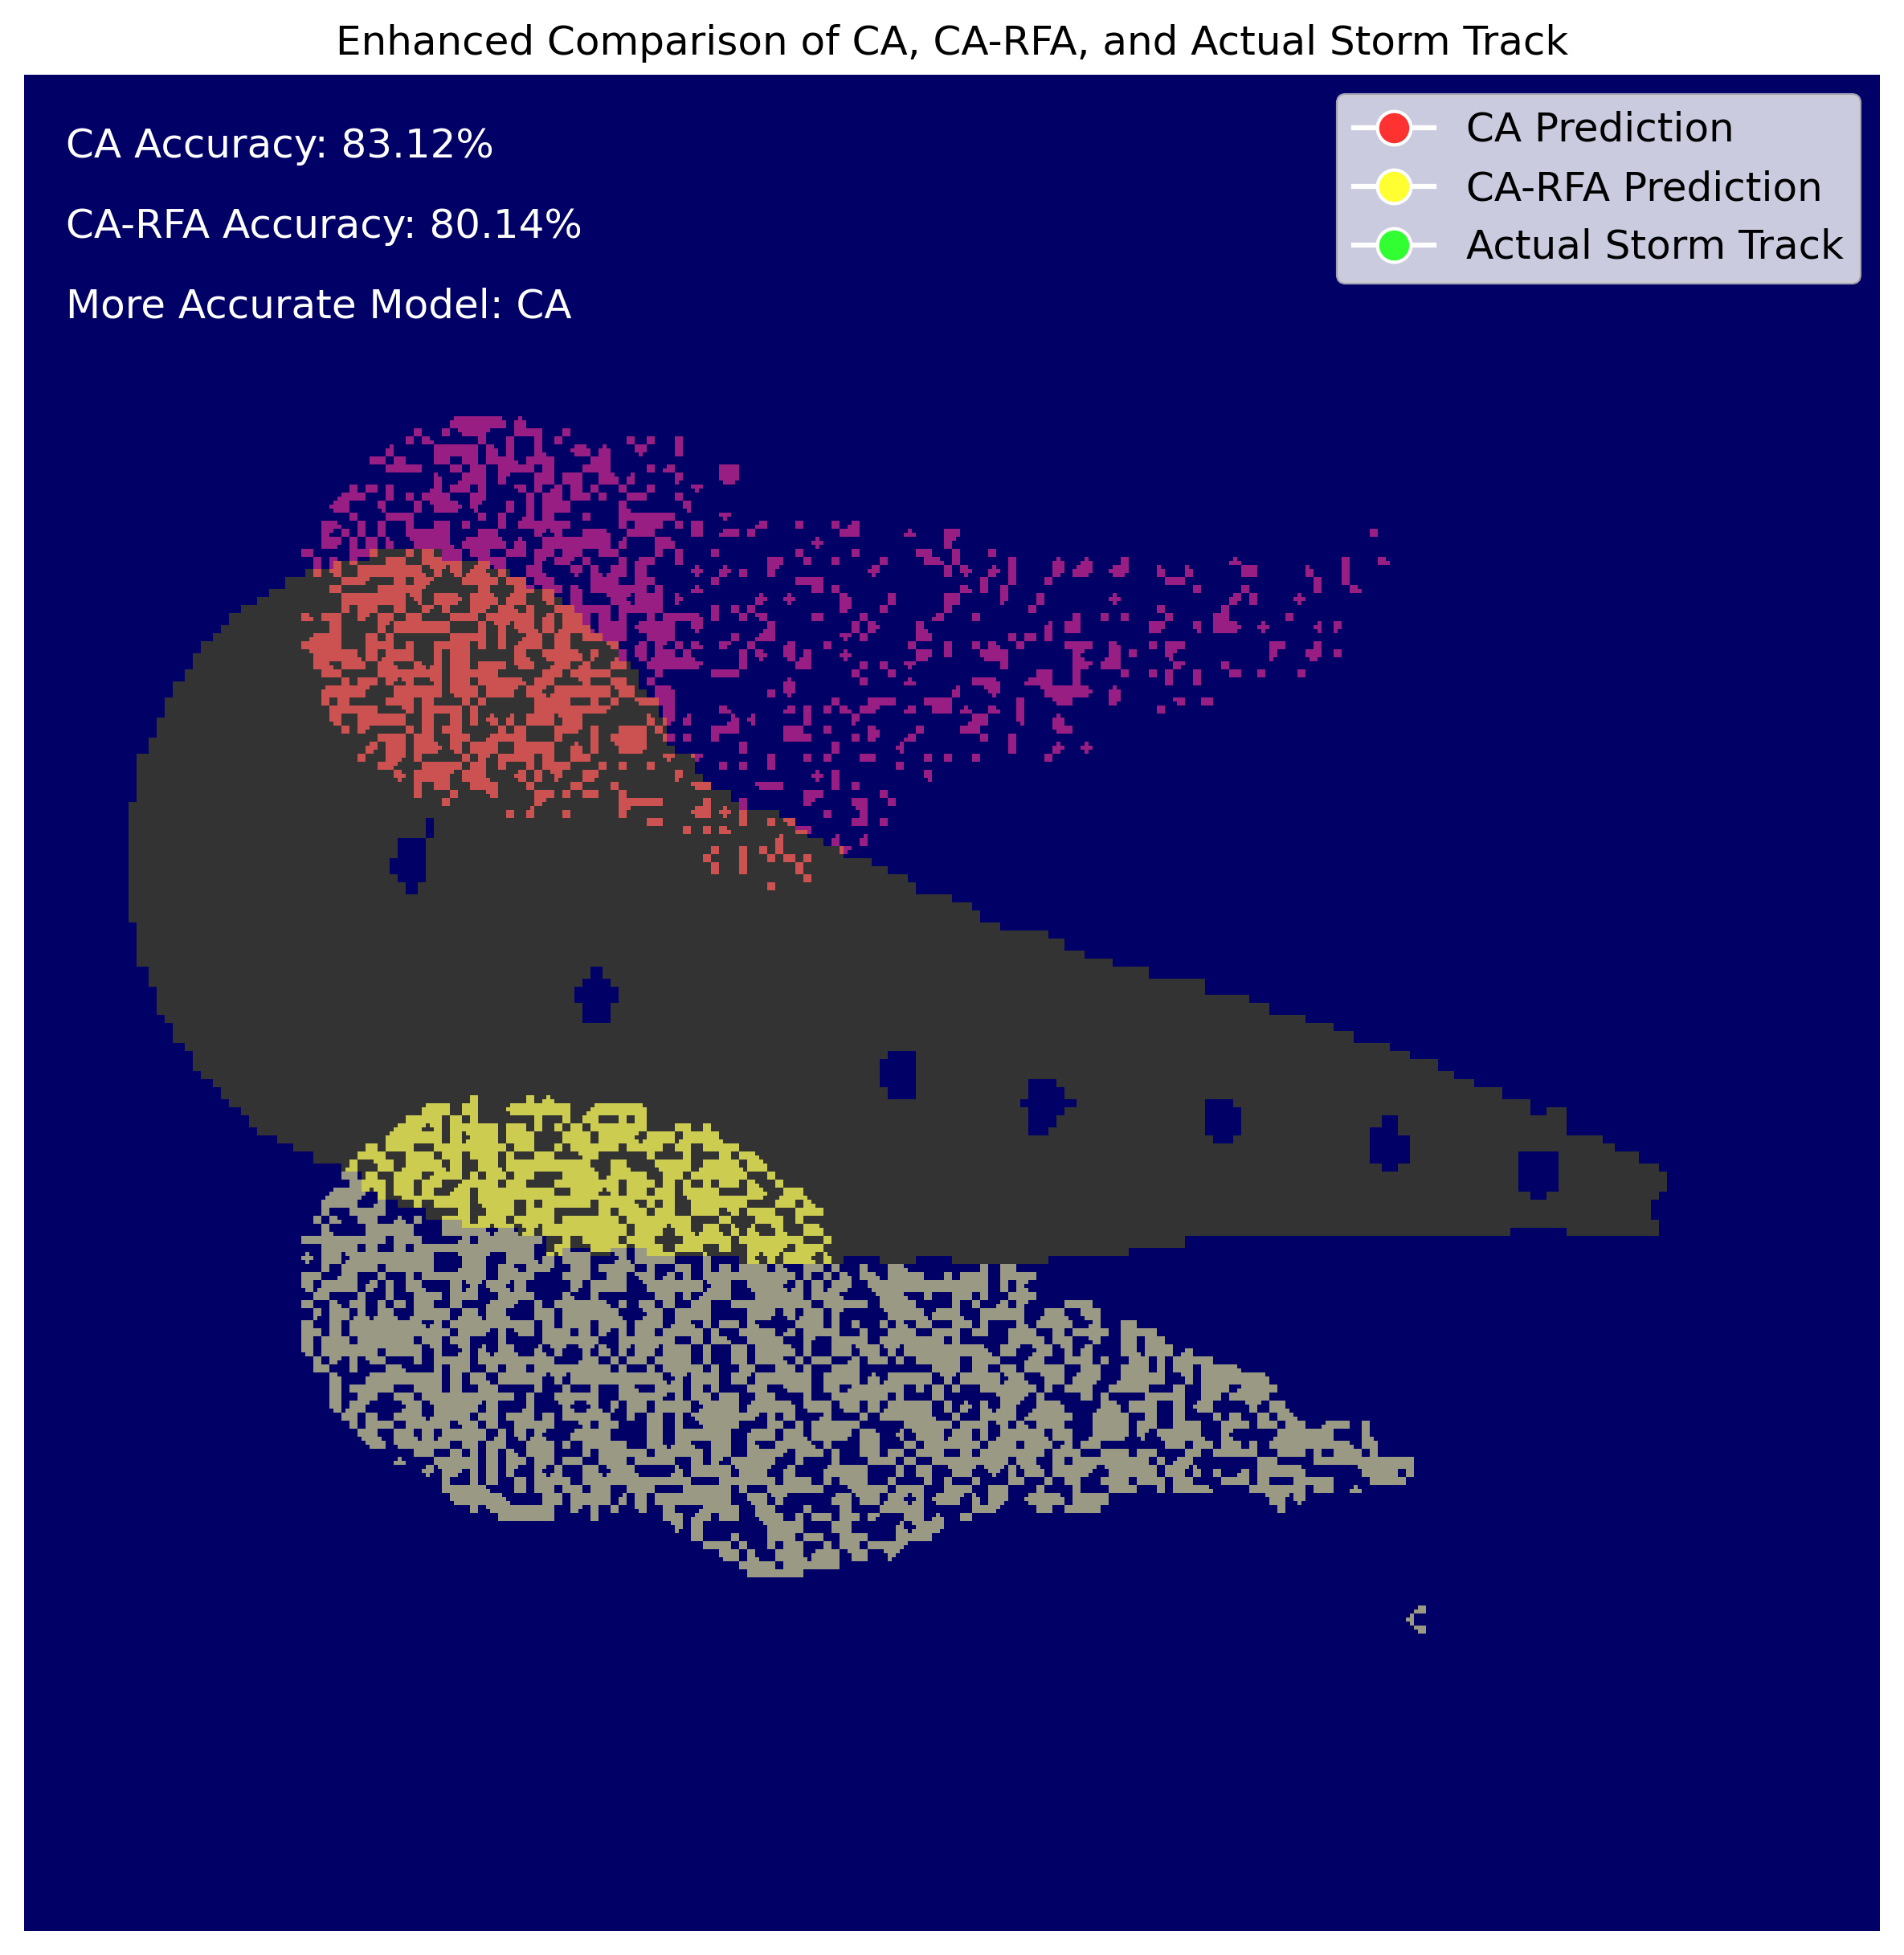 Enhanced Comparison of CA, CA-RFA, and Actual Storm Track
CA Accuracy: 83.12%
CA-RFA Accuracy: 80.14%
More Accurate Model: CA
CA Prediction
CA-RFA Prediction
Actual Storm Track